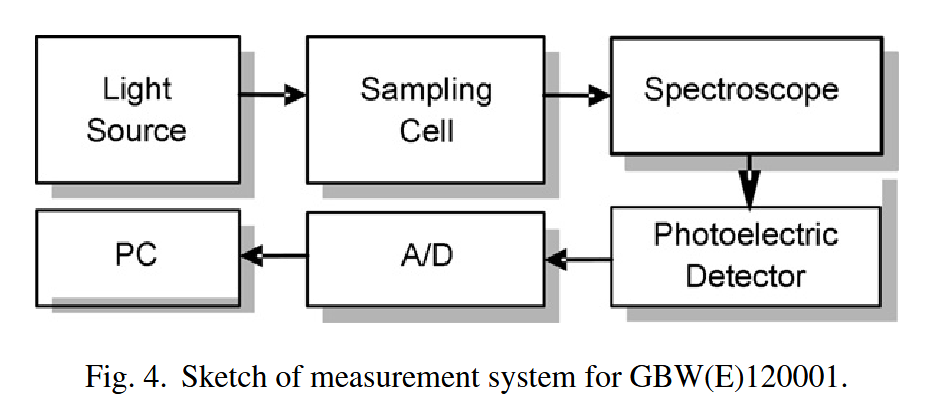 Light
Source
Sampling
Cell
Spectroscope
PC
A/D
Photoelectric
Detector
Fig. 4. Sketch of measurement system for GBW(E)120001.